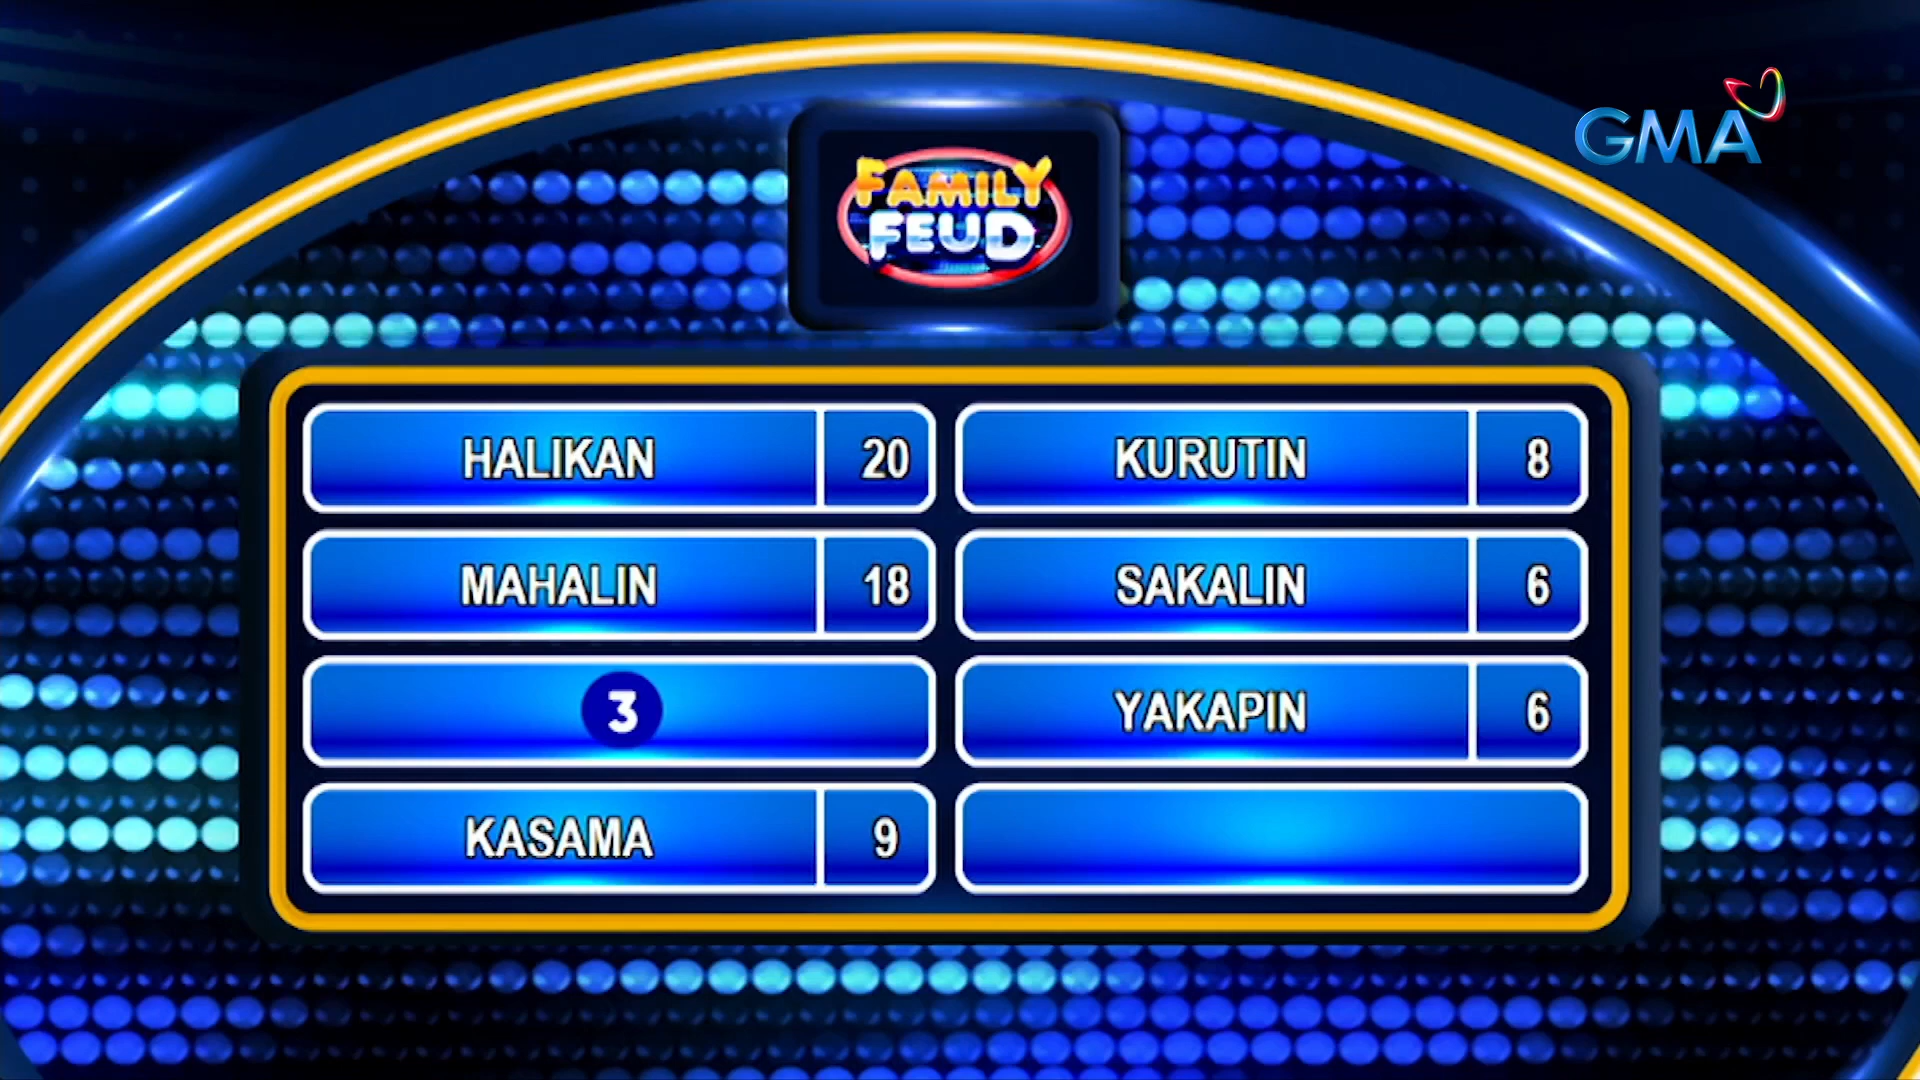 GMA
FAMILY
FEUD
HALIKAN 20
MAHALIN 18
3
KASAMA 9
KURUTIN 8
SAKALIN 6
YAKAPIN 6